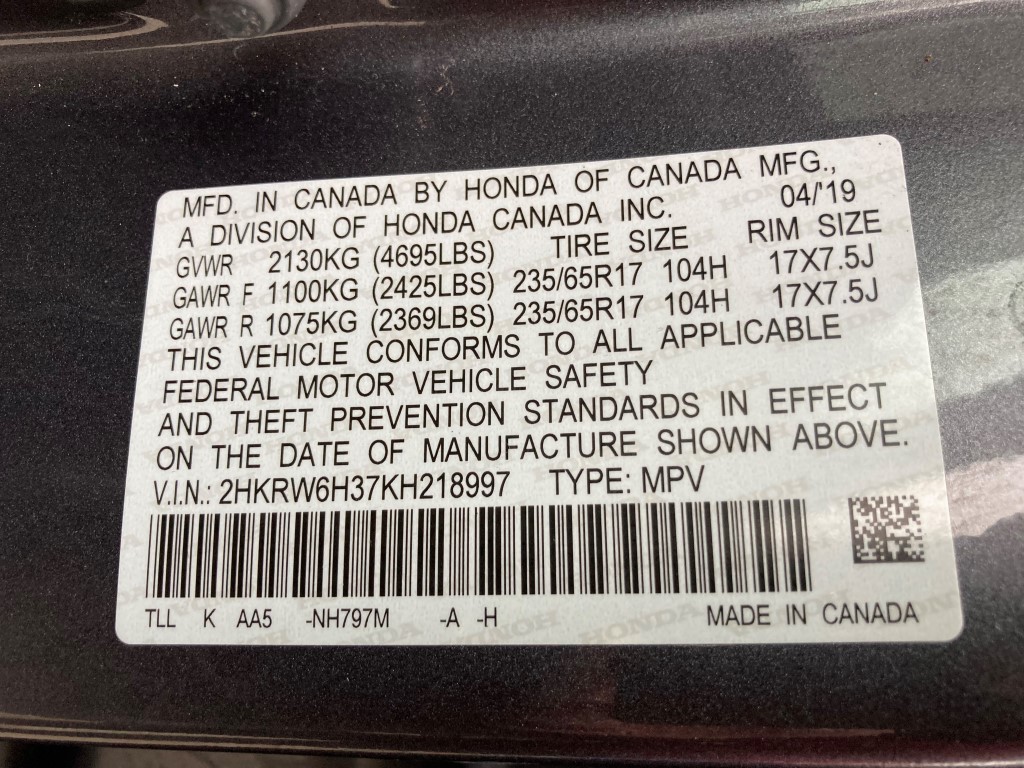 MFD. IN CANADA BY HONDA OF CANADA MFG.,
A DIVISION OF HONDA CANADA INC. 04/'19
GVWR 2130KG (4695LBS) TIRE SIZE RIM SIZE
GAWR F 1100KG (2425LBS) 235/65R17 104H 17X7.5J
GAWR R 1075KG (2369LBS) 235/65R17 104H 17X7.5J
THIS VEHICLE CONFORMS TO ALL APPLICABLE
FEDERAL MOTOR VEHICLE SAFETY
AND THEFT PREVENTION STANDARDS IN EFFECT
ON THE DATE OF MANUFACTURE SHOWN ABOVE.
V.I.N.: 2HKRW6H37KH218997 TYPE: MPV
TLL K AA5 -NH797M -A -H MADE IN CANADA